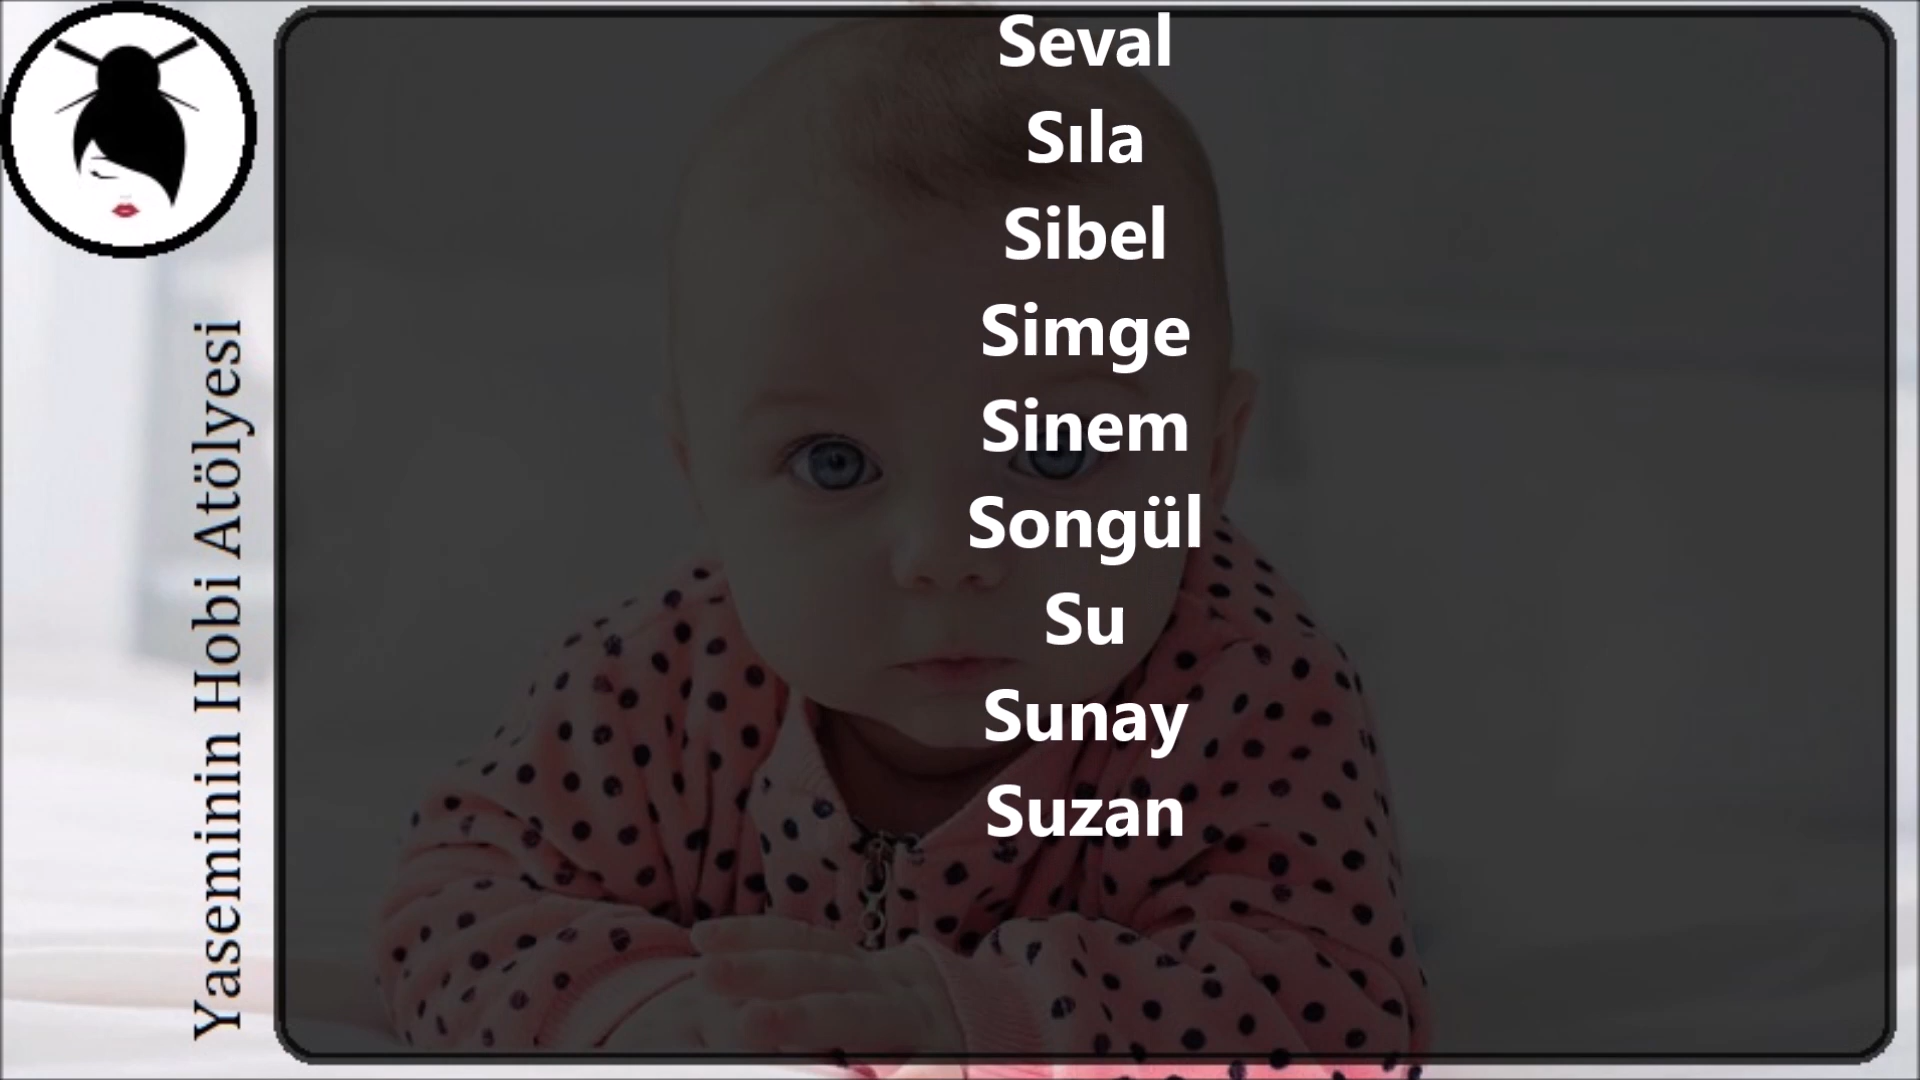 Seval
Sıla
Sibel
Simge
Sinem
Songül
Su
Sunay
Suzan
Yaseminin Hobi Atölyesi